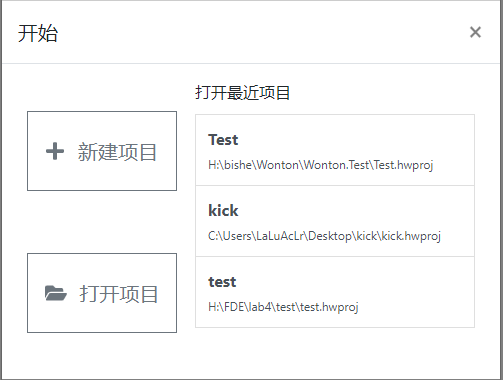 开始
新建项目
打开项目
打开最近项目
Test
H:\bishe\Wonton\Wonton.Test\Test.hwproj
kick
C:\Users\LaLuAcLr\Desktop\kick\kick.hwproj
test
H:\FDE\lab4\test\test.hwproj